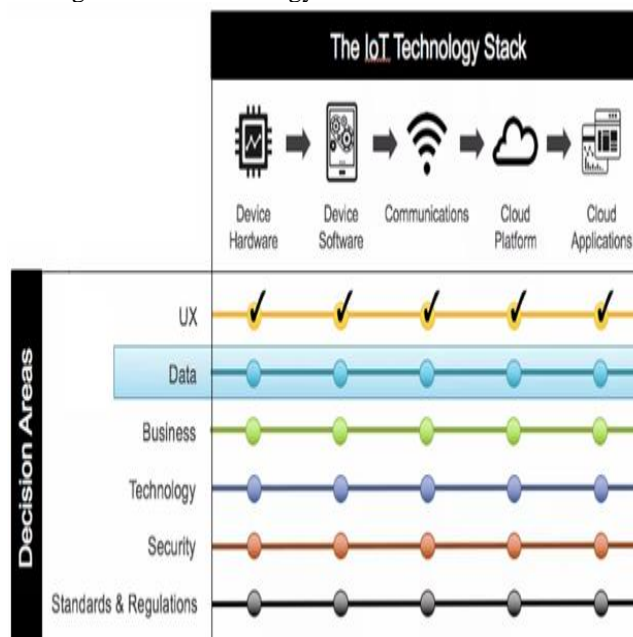 The IoT Technology Stack
Device
Hardware
Device
Software
Communications
Cloud
Platform
Cloud
Applications
Decision Areas
UX
Data
Business
Technology
Security
Standards & Regulations